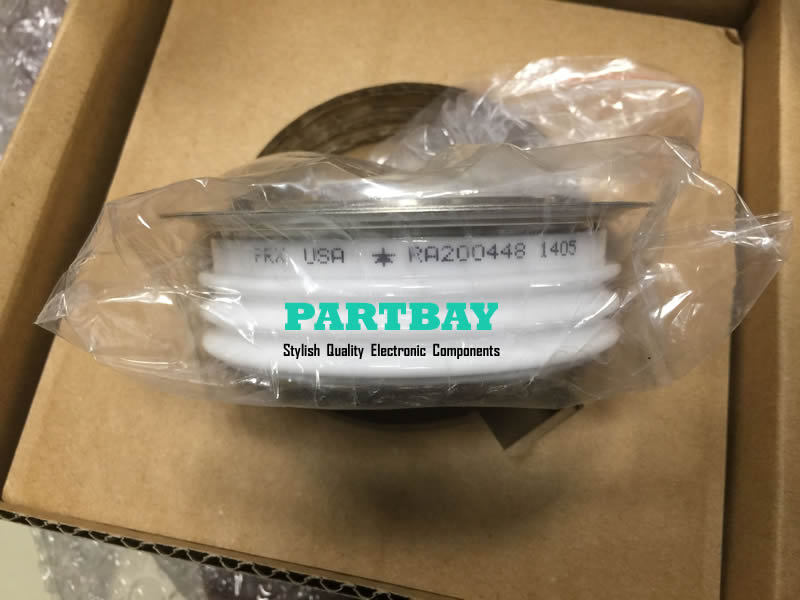 PRX USA RA200448 1405
PARTBAY
Stylish Quality Electronic Components